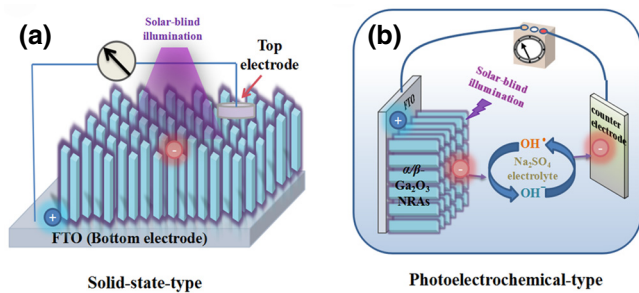 (a)
Solar-blind
illumination
Top
electrode
FTO (Bottom electrode)
Solid-state-type
(b)
Solar-blind
illumination
FTO
counter
electrode
α/β-
Ga₂O₃
NRAs
OH•
Na₂SO₄
electrolyte
OH⁻
Photoelectrochemical-type